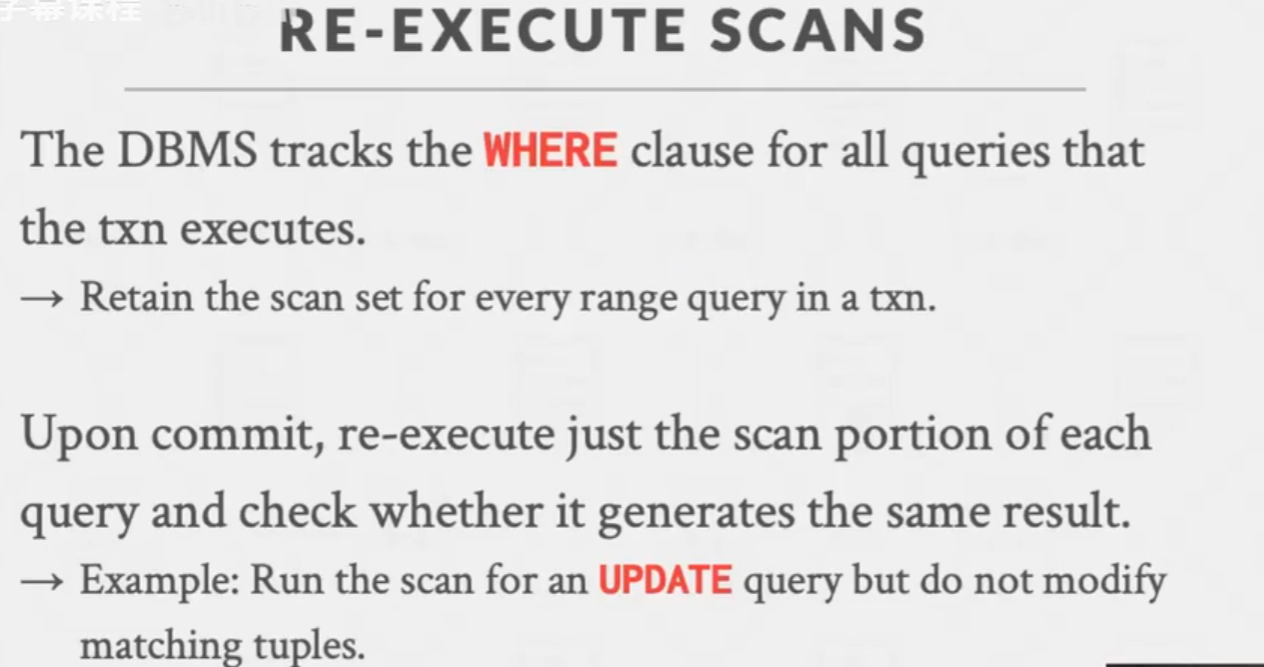 字幕课程
RE-EXECUTE SCANS
The DBMS tracks the WHERE clause for all queries that
the txn executes.
→ Retain the scan set for every range query in a txn.
Upon commit, re-execute just the scan portion of each
query and check whether it generates the same result.
→ Example: Run the scan for an UPDATE query but do not modify
matching tuples.